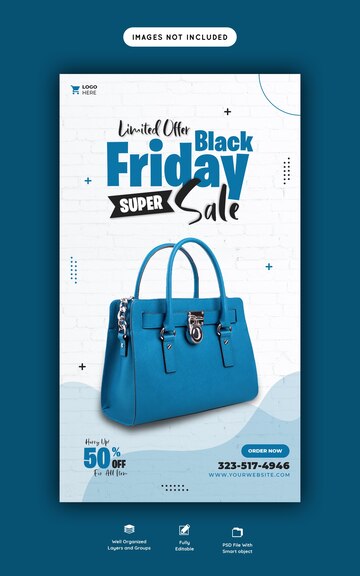 IMAGES NOT INCLUDED
LOGO
HERE
Limited Offer
Black
Friday
SUPER
Sale
Hurry Up!
50% OFF
For All Item
ORDER NOW
323-517-4946
WWW.YOURWEBSITE.COM
Well Organized
Layers and Groups
Fully
Editable
PSD File With
Smart object